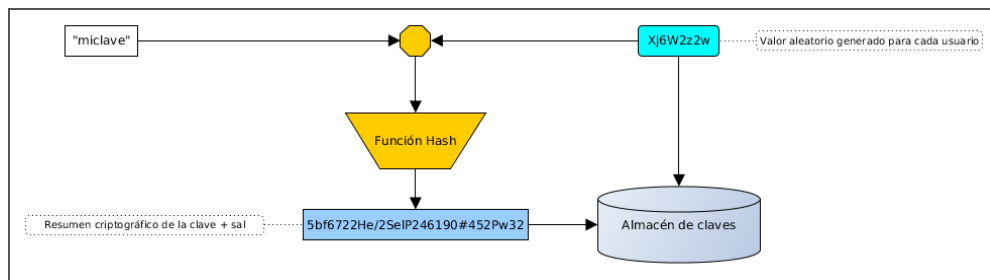 "miclave"
Xj6W2z2w
Valor aleatorio generado para cada usuario
Función Hash
Resumen criptográfico de la clave + sal
5bf6722He/2SeIP246190#452Pw32
Almacén de claves